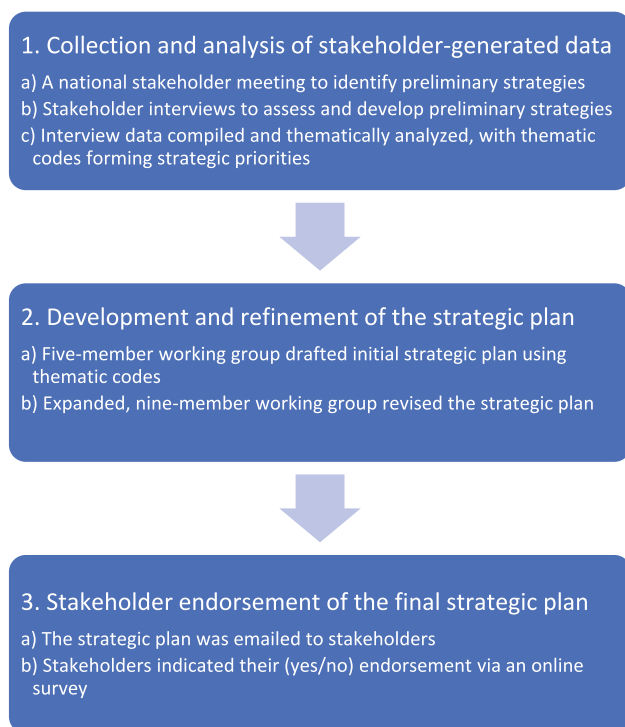 1. Collection and analysis of stakeholder-generated data
a) A national stakeholder meeting to identify preliminary strategies
b) Stakeholder interviews to assess and develop preliminary strategies
c) Interview data compiled and thematically analyzed, with thematic
codes forming strategic priorities
2. Development and refinement of the strategic plan
a) Five-member working group drafted initial strategic plan using
thematic codes
b) Expanded, nine-member working group revised the strategic plan
3. Stakeholder endorsement of the final strategic plan
a) The strategic plan was emailed to stakeholders
b) Stakeholders indicated their (yes/no) endorsement via an online
survey